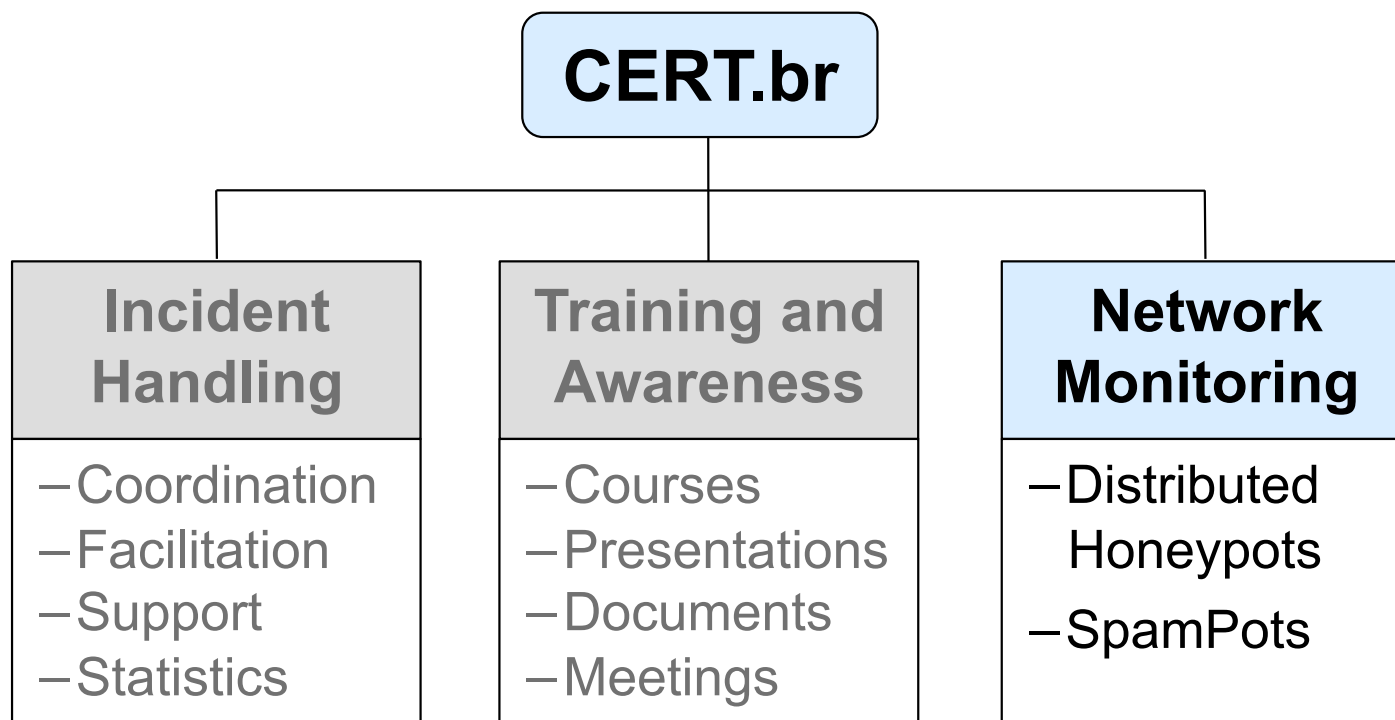 CERT.br
Incident
Handling
–Coordination
–Facilitation
–Support
–Statistics
Training and
Awareness
–Courses
–Presentations
–Documents
–Meetings
Network
Monitoring
–Distributed
Honeypots
–SpamPots